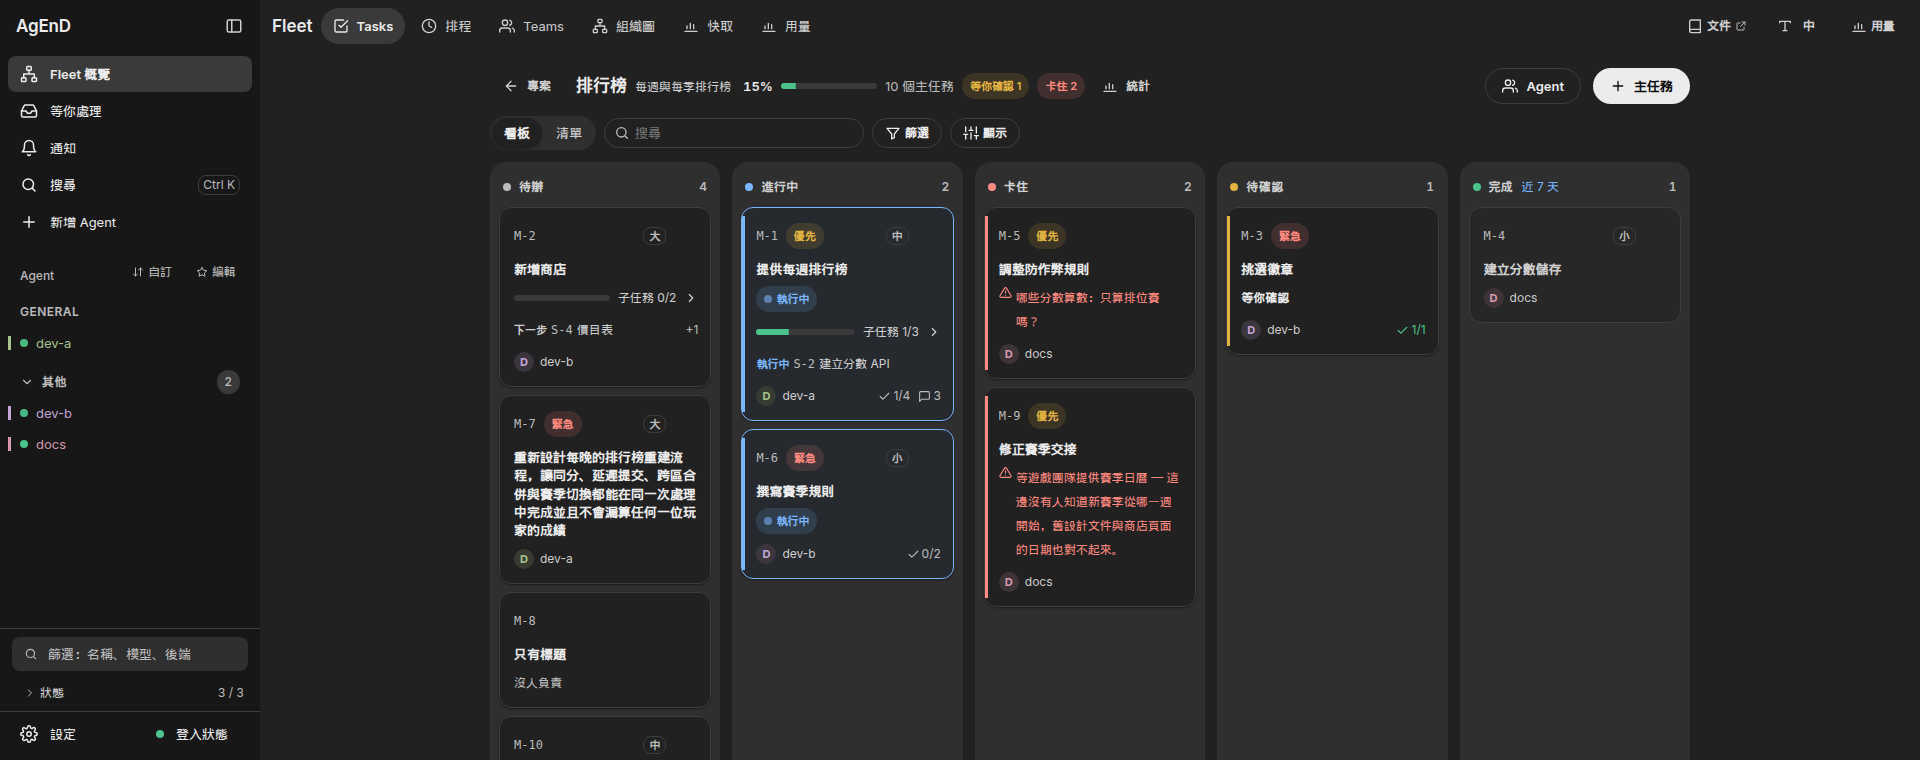 AgEnD
Fleet 概覽
等你處理
通知
搜尋 Ctrl K
新增 Agent
Agent 自訂 編輯
GENERAL
dev-a
其他 2
dev-b
docs
篩選：名稱、模型、後端
狀態 3 / 3
設定 登入狀態
Fleet Tasks 排程 Teams 組織圖 快取 用量
文件 中 用量
專案 排行榜 每週與每季排行榜 15% 10 個主任務 等你確認 1 卡住 2 統計
Agent 主任務
看板 清單 搜尋 篩選 顯示
待辦 4
M-2 大
新增商店
子任務 0/2
下一步 S-4 價目表 +1
D dev-b
M-7 緊急 大
重新設計每晚的排行榜重建流
程，讓同分、延遲提交、跨區合
併與賽季切換都能在同一次處理
中完成並且不會漏算任何一位玩
家的成績
D dev-a
M-8
只有標題
沒人負責
M-10 中
進行中 2
M-1 優先 中
提供每週排行榜
執行中
子任務 1/3
執行中 S-2 建立分數 API
D dev-a 1/4 3
M-6 緊急 小
撰寫賽季規則
執行中
D dev-b 0/2
卡住 2
M-5 優先
調整防作弊規則
哪些分數算數：只算排位賽
嗎？
D docs
M-9 優先
修正賽季交接
等遊戲團隊提供賽季日曆 — 這
邊沒有人知道新賽季從哪一週
開始，舊設計文件與商店頁面
的日期也對不起來。
D docs
待確認 1
M-3 緊急
挑選徽章
等你確認
D dev-b 1/1
完成 近 7 天 1
M-4 小
建立分數儲存
D docs